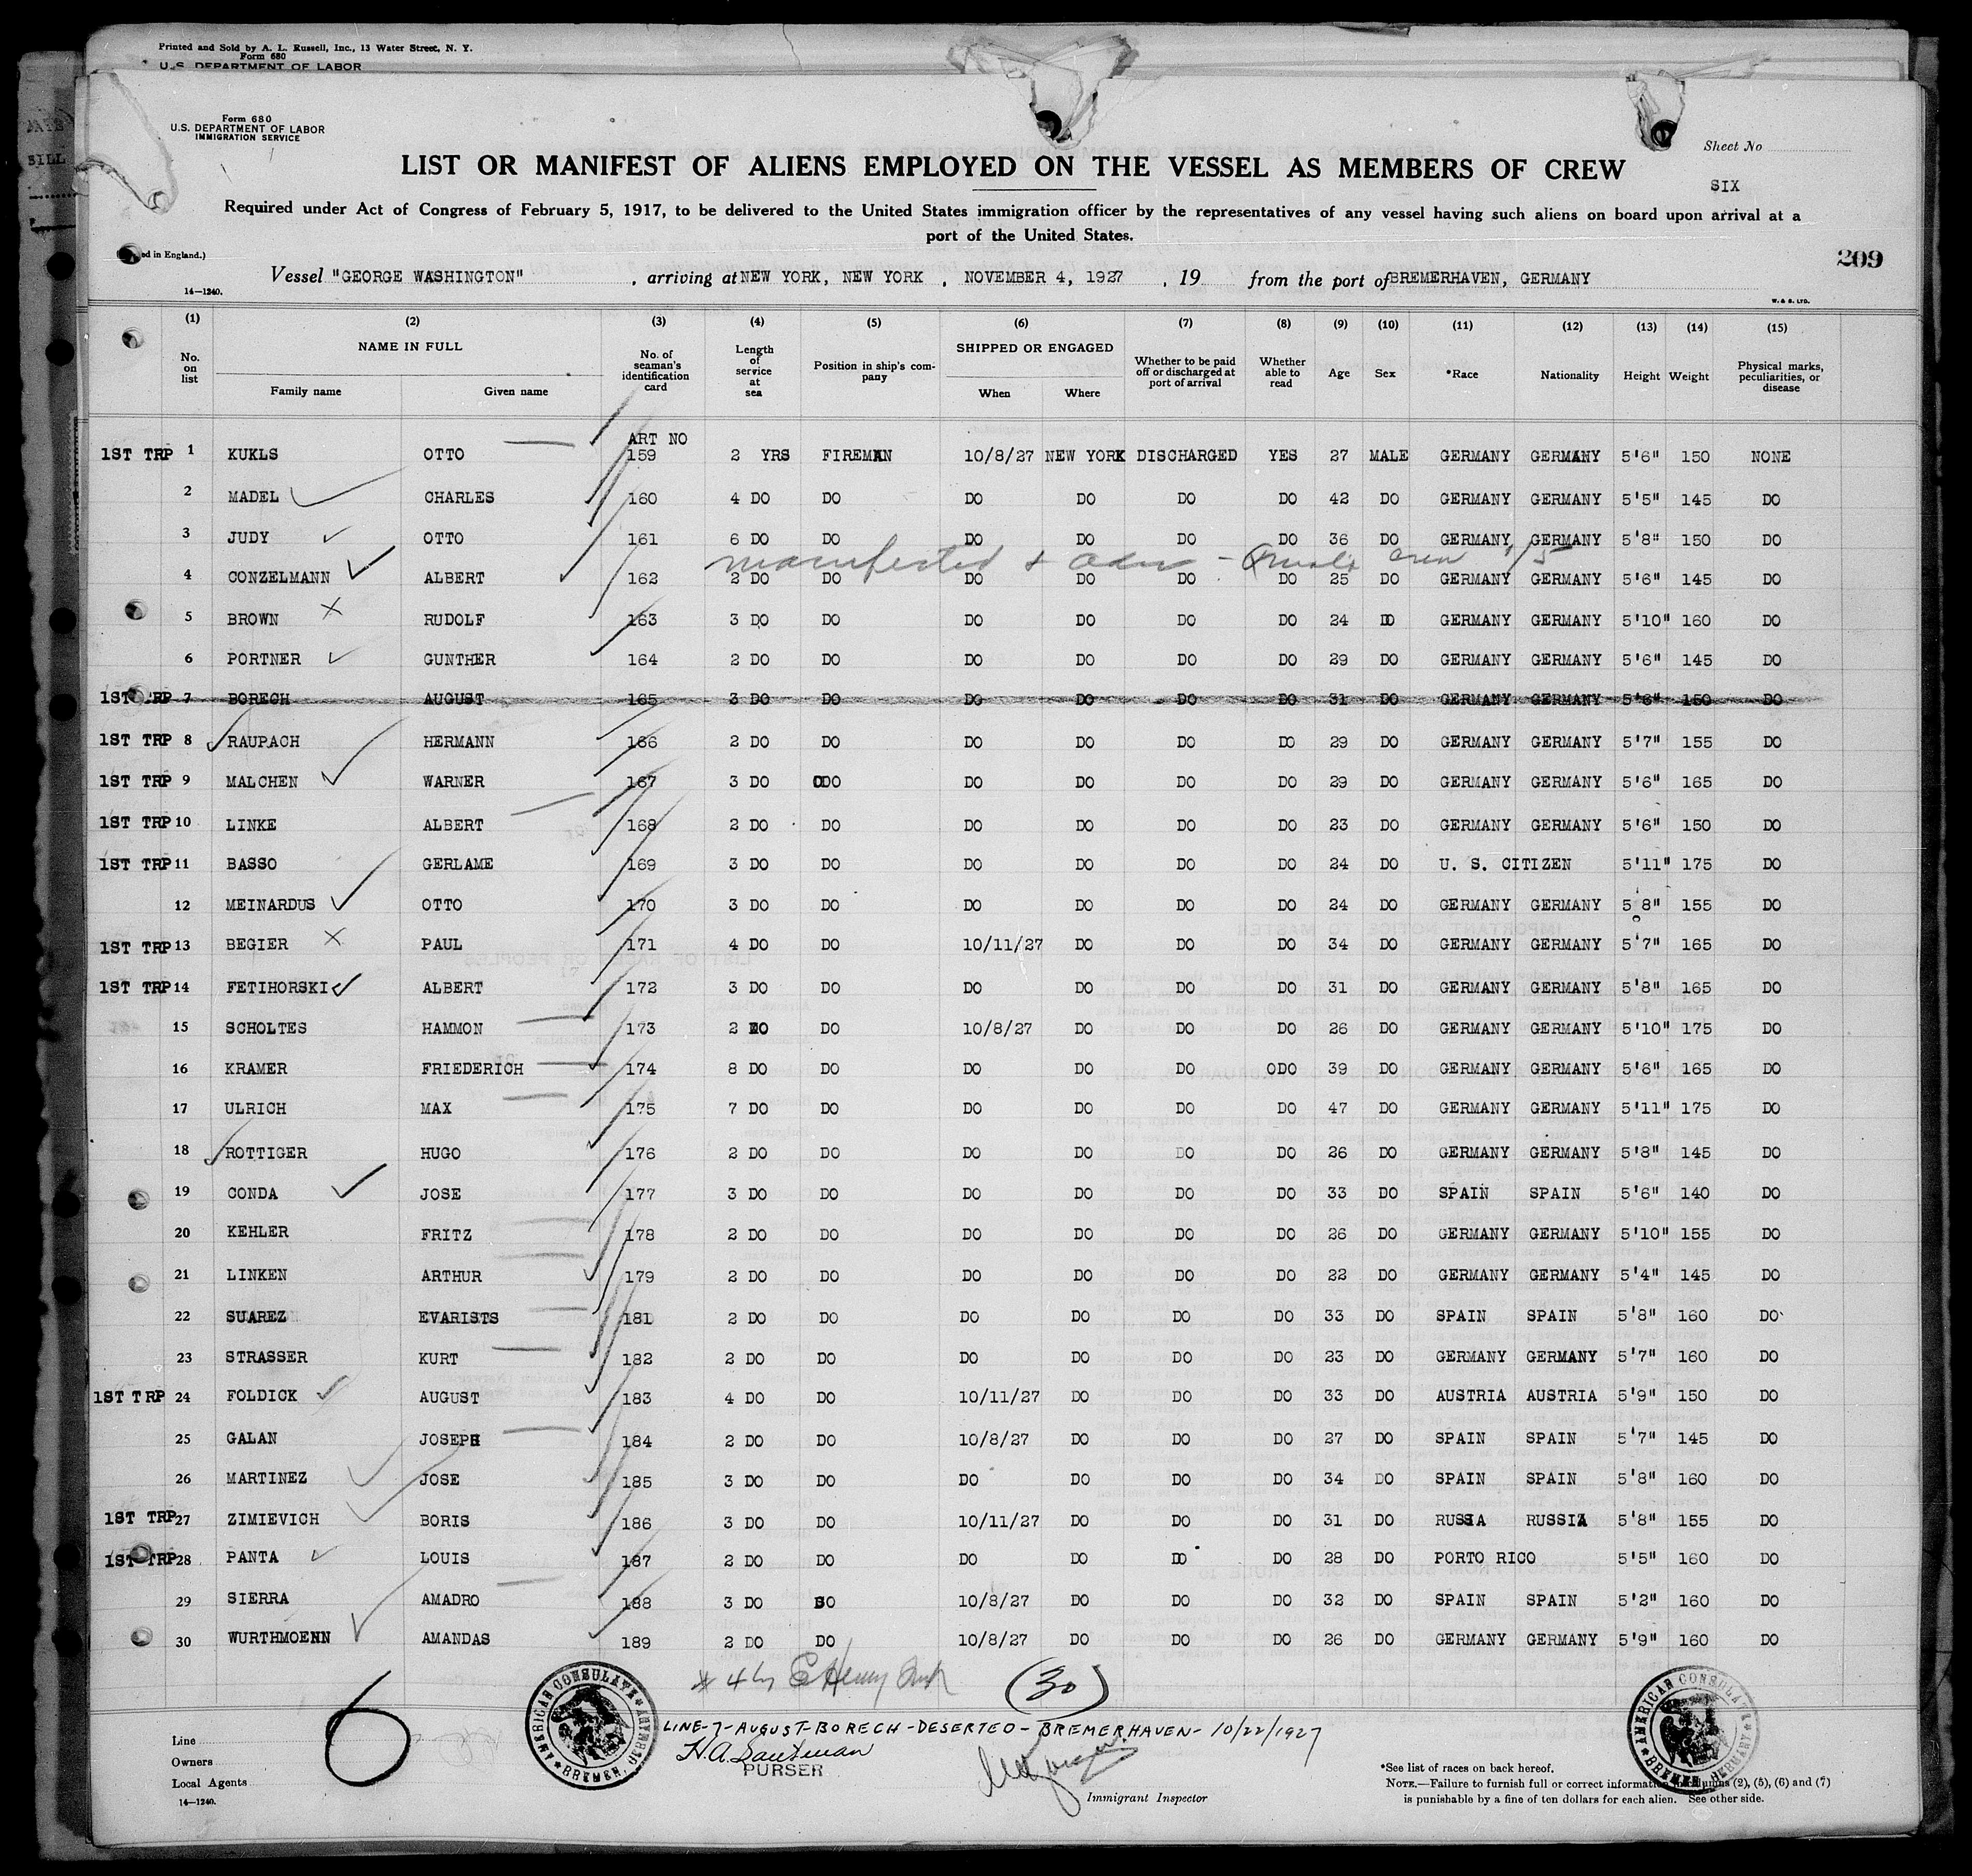 Printed and Sold by A. L. Russell, Inc., 13 Water Street, N. Y.
Form 680
U.S. DEPARTMENT OF LABOR
Form 680
U.S. DEPARTMENT OF LABOR
IMMIGRATION SERVICE
Sheet No
SIX
LIST OR MANIFEST OF ALIENS EMPLOYED ON THE VESSEL AS MEMBERS OF CREW
Required under Act of Congress of February 5, 1917, to be delivered to the United States immigration officer by the representatives of any vessel having such aliens on board upon arrival at a
port of the United States.
ed in England.)
209
Vessel "GEORGE WASHINGTON", arriving at NEW YORK, NEW YORK, NOVEMBER 4, 1927, 19 from the port of BREMERHAVEN, GERMANY
14—1240.
W. & S. LTD.
(1) (2) (3) (4) (5) (6) (7) (8) (9) (10) (11) (12) (13) (14) (15)
No. on list NAME IN FULL Family name Given name No. of seaman's identification card Length of service at sea Position in ship's company SHIPPED OR ENGAGED When Where Whether to be paid off or discharged at port of arrival Whether able to read Age Sex *Race Nationality Height Weight Physical marks, peculiarities, or disease
ART NO
1ST TRP 1 KUKLS OTTO 159 2 YRS FIREMAN 10/8/27 NEW YORK DISCHARGED YES 27 MALE GERMANY GERMANY 5'6" 150 NONE
2 MADEL CHARLES 160 4 DO DO DO DO DO DO 42 DO GERMANY GERMANY 5'5" 145 DO
3 JUDY OTTO 161 6 DO DO DO DO DO DO 36 DO GERMANY GERMANY 5'8" 150 DO
manifested + adm - crew 1/5
4 CONZELMANN ALBERT 162 2 DO DO DO DO DO DO 25 DO GERMANY GERMANY 5'6" 145 DO
5 BROWN RUDOLF 163 3 DO DO DO DO DO DO 24 DO GERMANY GERMANY 5'10" 160 DO
6 PORTNER GUNTHER 164 2 DO DO DO DO DO DO 29 DO GERMANY GERMANY 5'6" 145 DO
1ST TRP 7 BORECH AUGUST 165 3 DO DO DO DO DO DO 31 DO GERMANY GERMANY 5'6" 150 DO
1ST TRP 8 RAUPACH HERMANN 166 2 DO DO DO DO DO DO 29 DO GERMANY GERMANY 5'7" 155 DO
1ST TRP 9 MALCHEN WARNER 167 3 DO DO DO DO DO DO 29 DO GERMANY GERMANY 5'6" 165 DO
1ST TRP 10 LINKE ALBERT 168 2 DO DO DO DO DO DO 23 DO GERMANY GERMANY 5'6" 150 DO
1ST TRP 11 BASSO GERLAME 169 3 DO DO DO DO DO DO 24 DO U. S. CITIZEN 5'11" 175 DO
12 MEINARDUS OTTO 170 3 DO DO DO DO DO DO 24 DO GERMANY GERMANY 5'8" 155 DO
1ST TRP 13 BEGIER PAUL 171 4 DO DO 10/11/27 DO DO DO 34 DO GERMANY GERMANY 5'7" 165 DO
1ST TRP 14 FETIHORSKI ALBERT 172 3 DO DO DO DO DO DO 31 DO GERMANY GERMANY 5'8" 165 DO
15 SCHOLTES HAMMON 173 2 DO DO 10/8/27 DO DO DO 26 DO GERMANY GERMANY 5'10" 175 DO
16 KRAMER FRIEDERICH 174 8 DO DO DO DO DO ODO 39 DO GERMANY GERMANY 5'6" 165 DO
17 ULRICH MAX 175 7 DO DO DO DO DO DO 47 DO GERMANY GERMANY 5'11" 175 DO
18 ROTTIGER HUGO 176 2 DO DO DO DO DO DO 26 DO GERMANY GERMANY 5'8" 145 DO
19 CONDA JOSE 177 3 DO DO DO DO DO DO 33 DO SPAIN SPAIN 5'6" 140 DO
20 KEHLER FRITZ 178 2 DO DO DO DO DO DO 26 DO GERMANY GERMANY 5'10" 155 DO
21 LINKEN ARTHUR 179 2 DO DO DO DO DO DO 22 DO GERMANY GERMANY 5'4" 145 DO
22 SUAREZ EVARISTS 181 2 DO DO DO DO DO DO 33 DO SPAIN SPAIN 5'8" 160 DO
23 STRASSER KURT 182 2 DO DO DO DO DO DO 23 DO GERMANY GERMANY 5'7" 160 DO
1ST TRP 24 FOLDICK AUGUST 183 4 DO DO 10/11/27 DO DO DO 33 DO AUSTRIA AUSTRIA 5'9" 150 DO
25 GALAN JOSEPH 184 2 DO DO 10/8/27 DO DO DO 27 DO SPAIN SPAIN 5'7" 145 DO
26 MARTINEZ JOSE 185 3 DO DO DO DO DO DO 34 DO SPAIN SPAIN 5'8" 160 DO
1ST TRP 27 ZIMIEVICH BORIS 186 3 DO DO 10/11/27 DO DO DO 31 DO RUSSIA RUSSIA 5'8" 155 DO
1ST TRP 28 PANTA LOUIS 187 2 DO DO DO DO DO DO 28 DO PORTO RICO 5'5" 160 DO
29 SIERRA AMADRO 188 3 DO DO 10/8/27 DO DO DO 32 DO SPAIN SPAIN 5'2" 160 DO
30 WURTHMOENN AMANDAS 189 2 DO DO 10/8/27 DO DO DO 26 DO GERMANY GERMANY 5'9" 160 DO
(30)
6
AMERICAN CONSULATE BREMEN, GERMANY
AMERICAN CONSULATE BREMEN, GERMANY
LINE-7-AUGUST-BORECH-DESERTED-BREMERHAVEN-10/22/1927
H.A.
PURSER
Line
Owners
Local Agents
14—1240.
Immigrant Inspector
*See list of races on back hereof.
NOTE.—Failure to furnish full or correct information in columns (2), (5), (6) and (7)
is punishable by a fine of ten dollars for each alien. See other side.